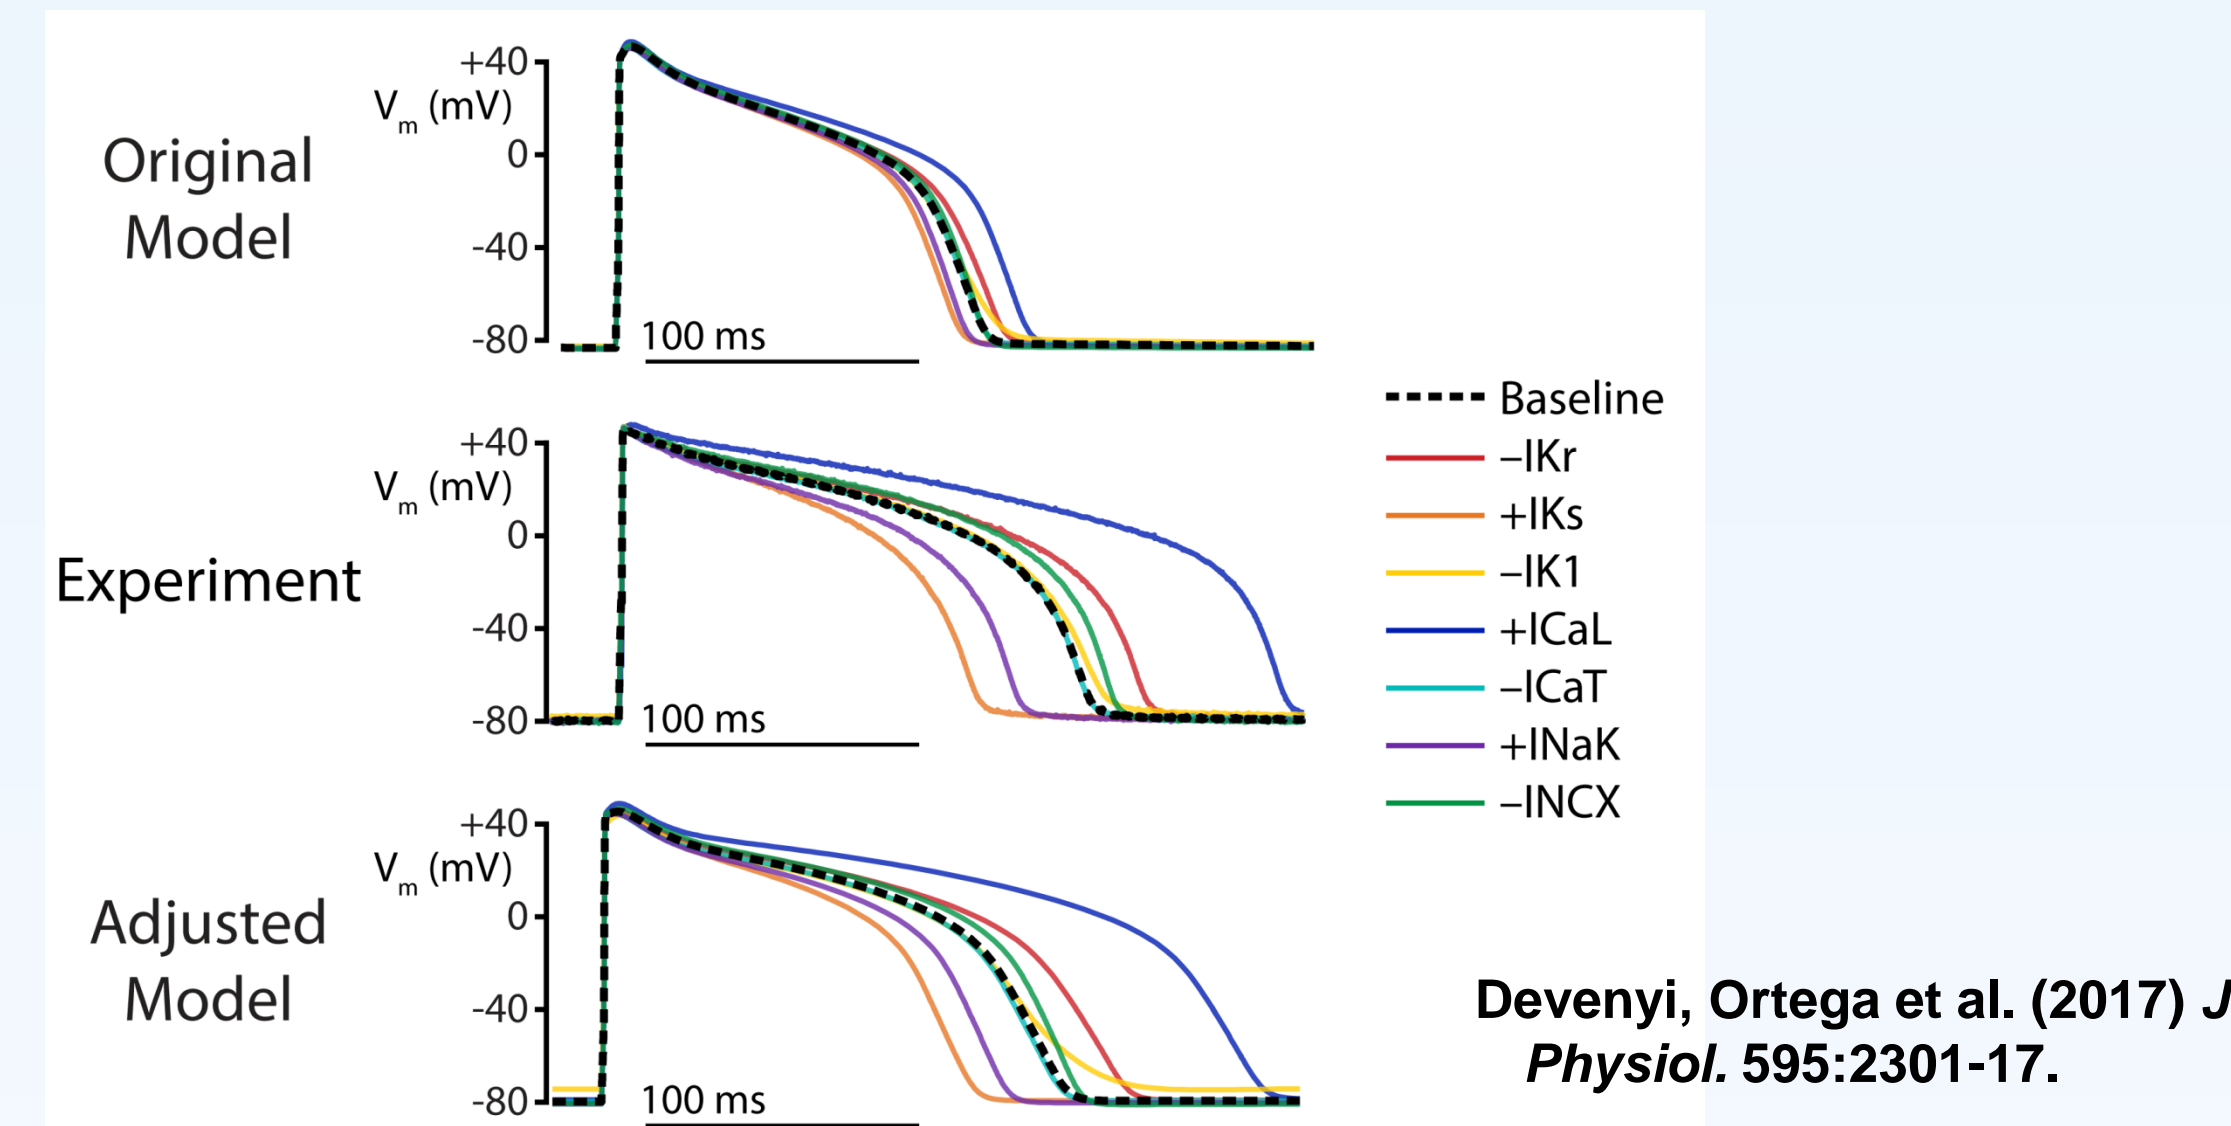 Original
Model
+40
Vm (mV)
0
-40
-80
100 ms
Experiment
+40
Vm (mV)
0
-40
-80
100 ms
Adjusted
Model
+40
Vm (mV)
0
-40
-80
100 ms
Baseline
–IKr
+IKs
–IK1
+ICaL
–ICaT
+INaK
–INCX
Devenyi, Ortega et al. (2017) J
Physiol. 595:2301-17.